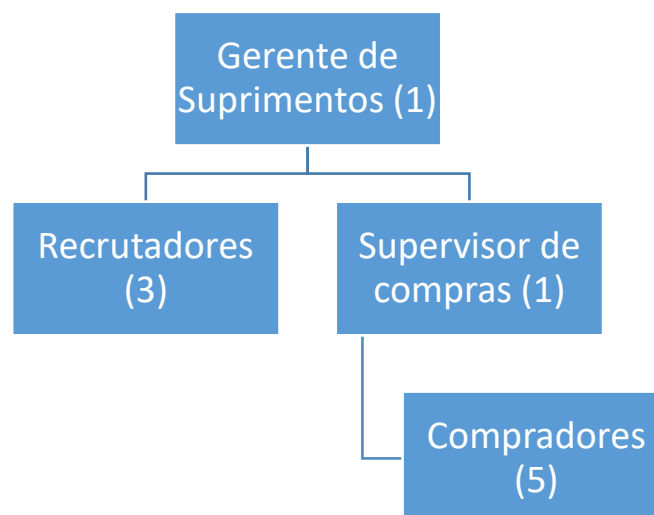 Gerente de
Suprimentos (1)
Recrutadores
(3)
Supervisor de
compras (1)
Compradores
(5)